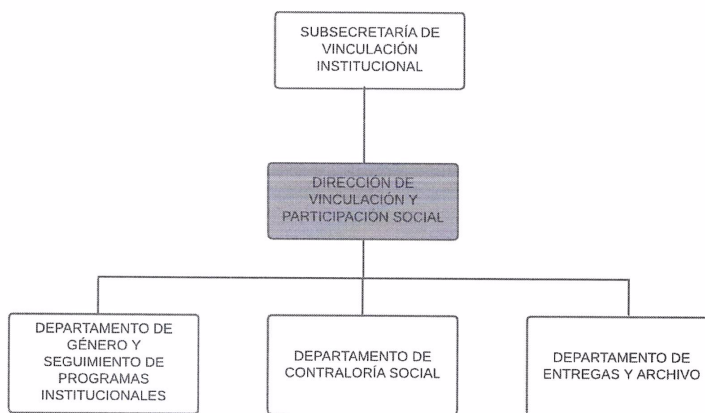 SUBSECRETARÍA DE
VINCULACIÓN
INSTITUCIONAL
DIRECCIÓN DE
VINCULACIÓN Y
PARTICIPACIÓN SOCIAL
DEPARTAMENTO DE
GÉNERO Y
SEGUIMIENTO DE
PROGRAMAS
INSTITUCIONALES
DEPARTAMENTO DE
CONTRALORÍA SOCIAL
DEPARTAMENTO DE
ENTREGAS Y ARCHIVO